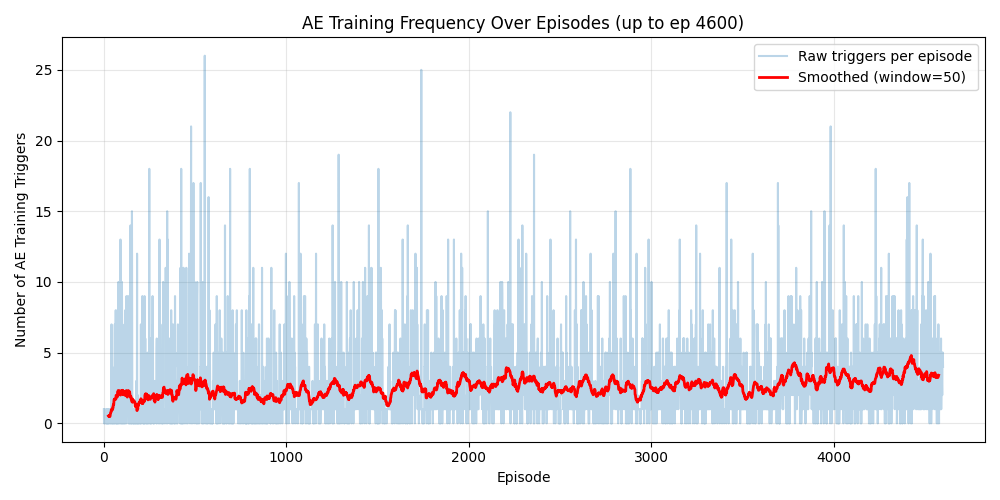 AE Training Frequency Over Episodes (up to ep 4600)
Raw triggers per episode
Smoothed (window=50)
Number of AE Training Triggers
25
20
15
10
5
0
0 1000 2000 3000 4000
Episode